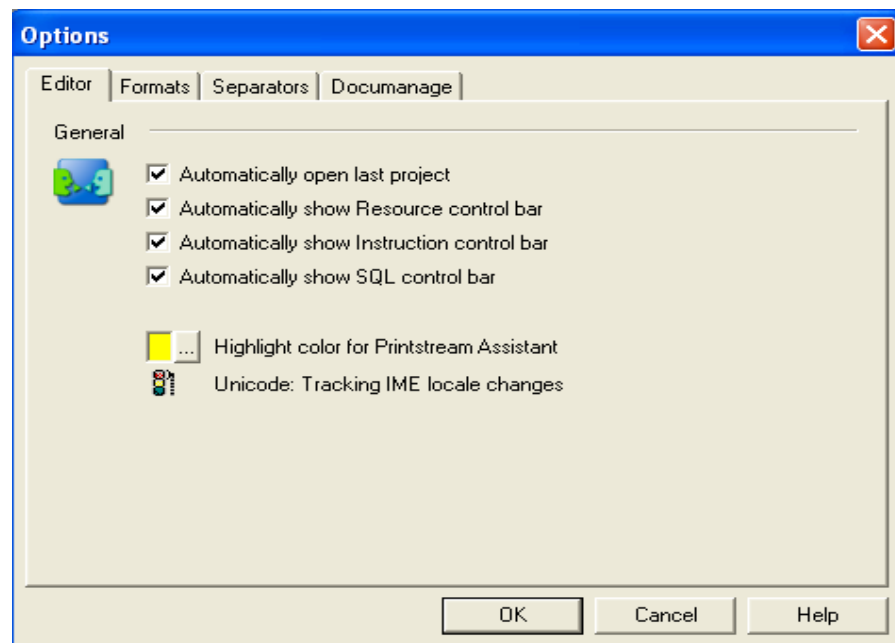 Options
Editor Formats Separators Documanage
General
Automatically open last project
Automatically show Resource control bar
Automatically show Instruction control bar
Automatically show SQL control bar
... Highlight color for Printstream Assistant
Unicode: Tracking IME locale changes
OK Cancel Help